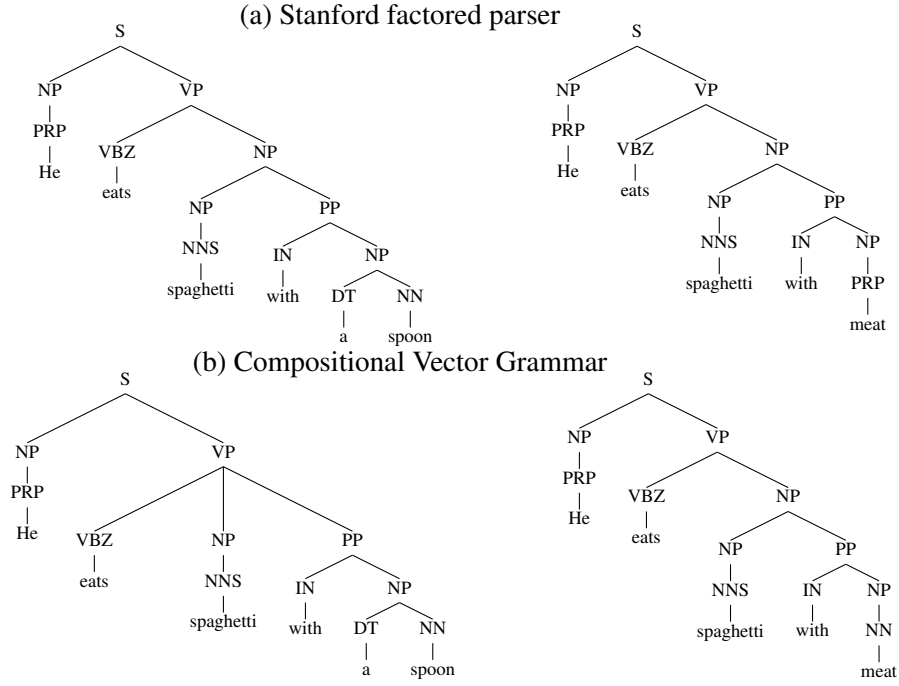 (a) Stanford factored parser
S S
NP VP NP VP
PRP PRP
He VBZ NP He VBZ NP
eats eats
NP PP NP PP
NNS IN NP NNS IN NP
spaghetti with DT NN spaghetti with PRP
a spoon meat
(b) Compositional Vector Grammar
S S
NP VP NP VP
PRP PRP
He VBZ NP PP He VBZ NP
eats eats
NNS IN NP NP PP
spaghetti with DT NN NNS IN NP
a spoon spaghetti with NN
meat